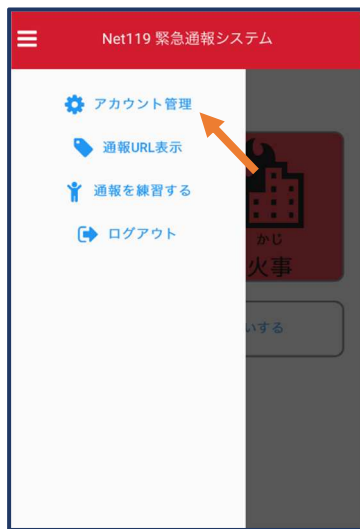 Net119 緊急通報システム
アカウント管理
通報URL表示
通報を練習する
ログアウト
かじ
火事
いする